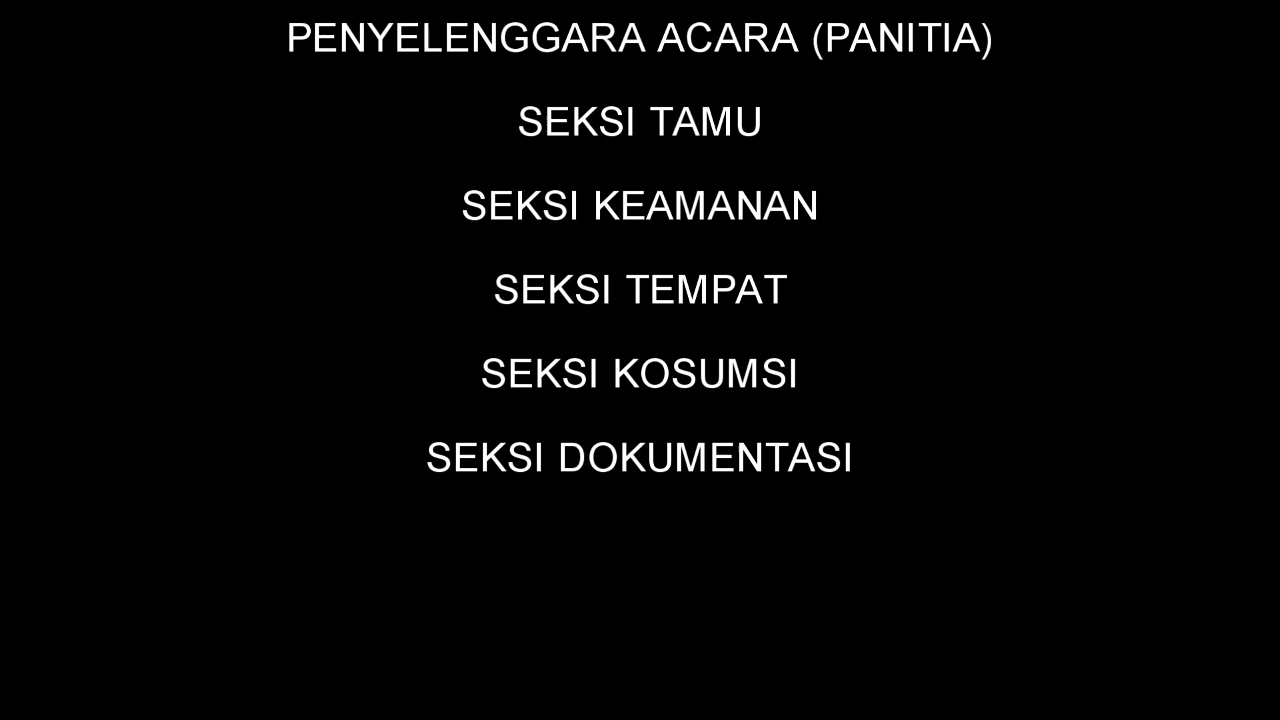 PENYELENGGARA ACARA (PANITIA)
SEKSI TAMU
SEKSI KEAMANAN
SEKSI TEMPAT
SEKSI KOSUMSI
SEKSI DOKUMENTASI